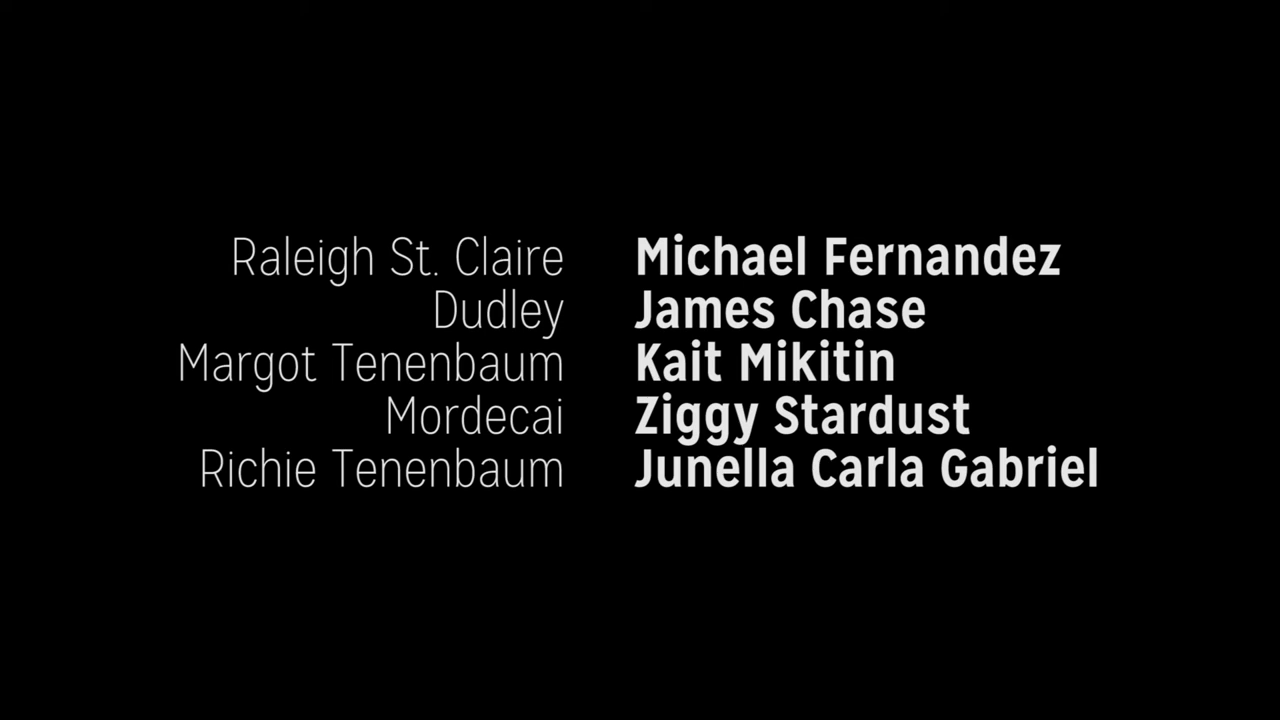 Raleigh St. Claire Michael Fernandez
Dudley James Chase
Margot Tenenbaum Kait Mikitin
Mordecai Ziggy Stardust
Richie Tenenbaum Junella Carla Gabriel